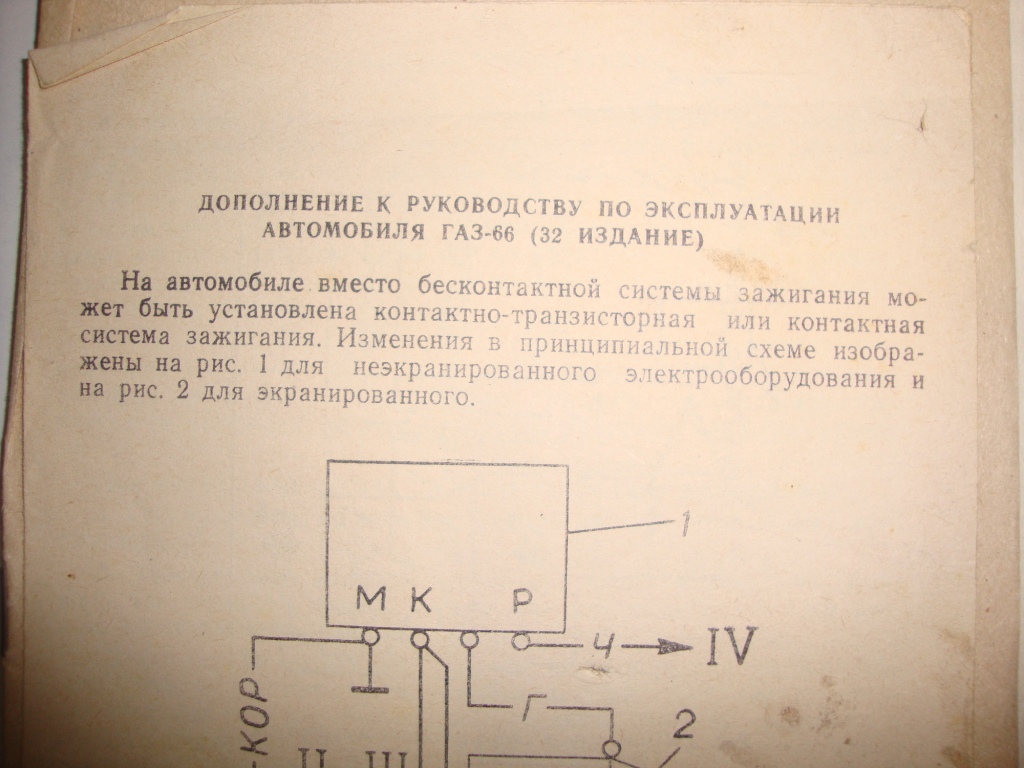 ДОПОЛНЕНИЕ К РУКОВОДСТВУ ПО ЭКСПЛУАТАЦИИ
АВТОМОБИЛЯ ГАЗ-66 (32 ИЗДАНИЕ)
На автомобиле вместо бесконтактной системы зажигания мо-
жет быть установлена контактно-транзисторная или контактная
система зажигания. Изменения в принципиальной схеме изобра-
жены на рис. 1 для неэкранированного электрооборудования и
на рис. 2 для экранированного.
1
М К Р
Ч IV
КОР
Г
2
II III